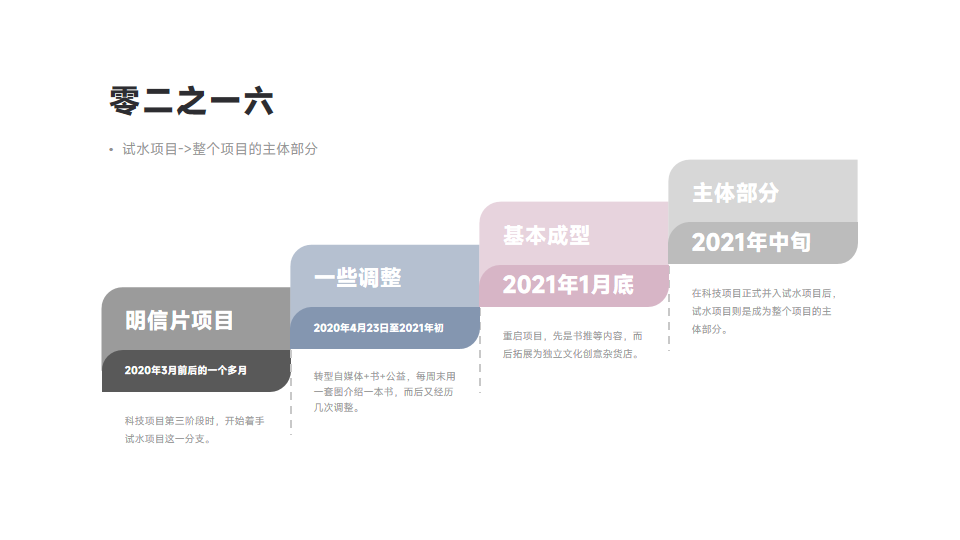 零二之一六
• 试水项目->整个项目的主体部分
明信片项目
2020年3月前后的一个多月
科技项目第三阶段时，开始着手
试水项目这一分支。
一些调整
2020年4月23日至2021年初
转型自媒体+书+公益，每周末用
一套图介绍一本书，而后又经历
几次调整。
基本成型
2021年1月底
重启项目，先是书推等内容，而
后拓展为独立文化创意杂货店。
主体部分
2021年中旬
在科技项目正式并入试水项目后，
试水项目则是成为整个项目的主
体部分。